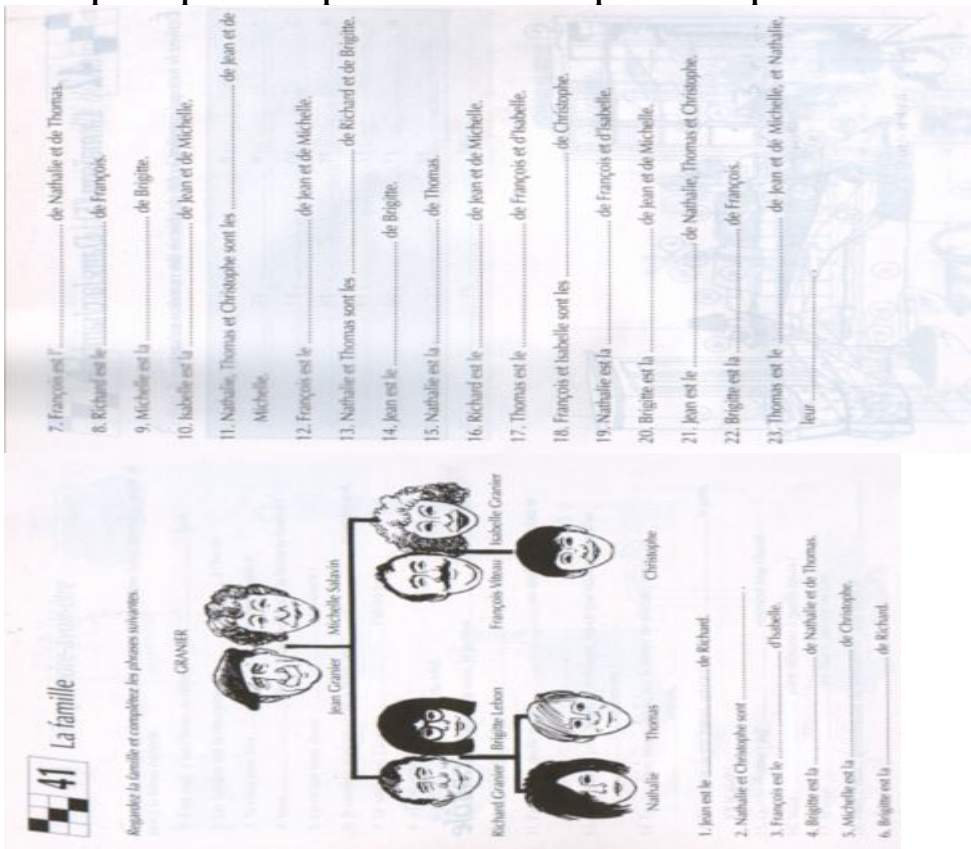 41 La famille
Regardez la famille et complétez les phrases suivantes :
GRANIER
Jean Granier Michelle Salavin
Richard Granier Brigitte Lebon François Viteau Isabelle Granier
Nathalie Thomas Christophe
1. Jean est le ........ de Richard.
2. Nathalie et Christophe sont ........ .
3. François est le ........ d'Isabelle.
4. Brigitte est la ........ de Nathalie et de Thomas.
5. Michelle est la ........ de Christophe.
6. Brigitte est la ........ de Richard.
7. François est l'........ de Nathalie et de Thomas.
8. Richard est le ........ de François.
9. Michelle est la ........ de Brigitte.
10. Isabelle est la ........ de Jean et de Michelle.
11. Nathalie, Thomas et Christophe sont les ........ de Jean et de
Michelle.
12. François est le ........ de Jean et de Michelle.
13. Nathalie et Thomas sont les ........ de Richard et de Brigitte.
14. Jean est le ........ de Brigitte.
15. Nathalie est la ........ de Thomas.
16. Richard est le ........ de Jean et de Michelle.
17. Thomas est le ........ de François et d'Isabelle.
18. François et Isabelle sont les ........ de Christophe.
19. Nathalie est la ........ de François et d'Isabelle.
20. Brigitte est la ........ de Jean et de Michelle.
21. Jean est le ........ de Nathalie, Thomas et Christophe.
22. Brigitte est la ........ de François.
23. Thomas est le ........ de Jean et de Michelle, et Nathalie,
leur ........ .